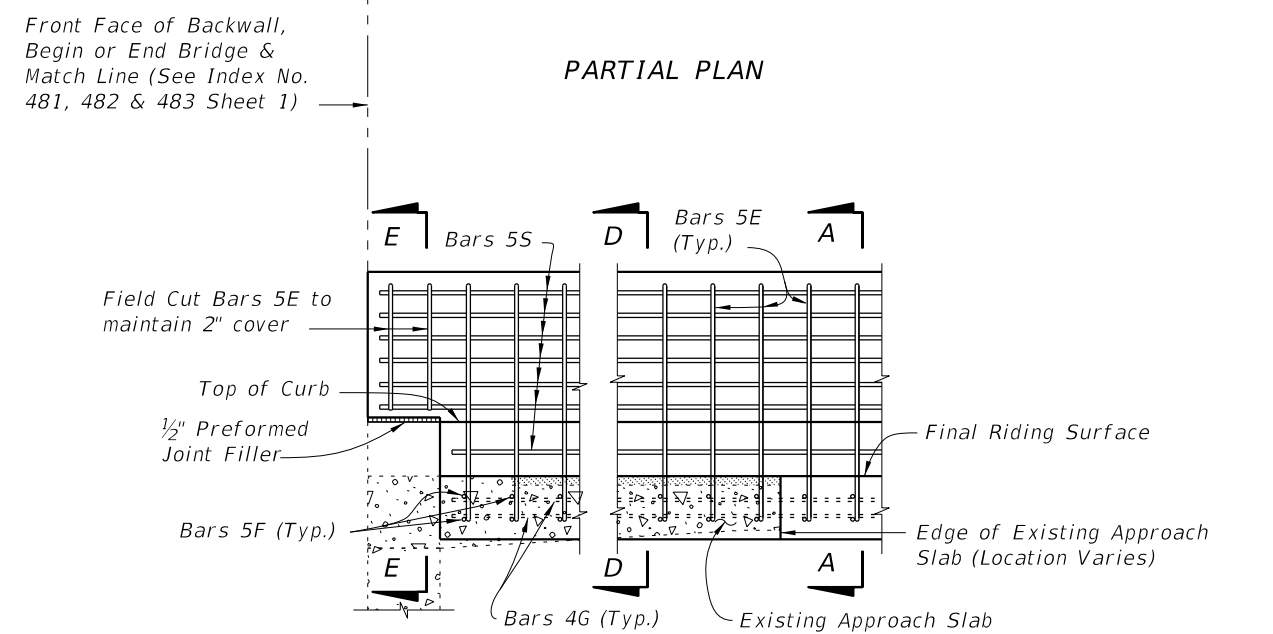 Front Face of Backwall,
Begin or End Bridge &
Match Line (See Index No.
481, 482 & 483 Sheet 1)
PARTIAL PLAN
E
Bars 5S
D
Bars 5E
(Typ.)
A
Field Cut Bars 5E to
maintain 2" cover
Top of Curb
½" Preformed
Joint Filler
Final Riding Surface
Bars 5F (Typ.)
Edge of Existing Approach
Slab (Location Varies)
E
D
A
Bars 4G (Typ.)
Existing Approach Slab